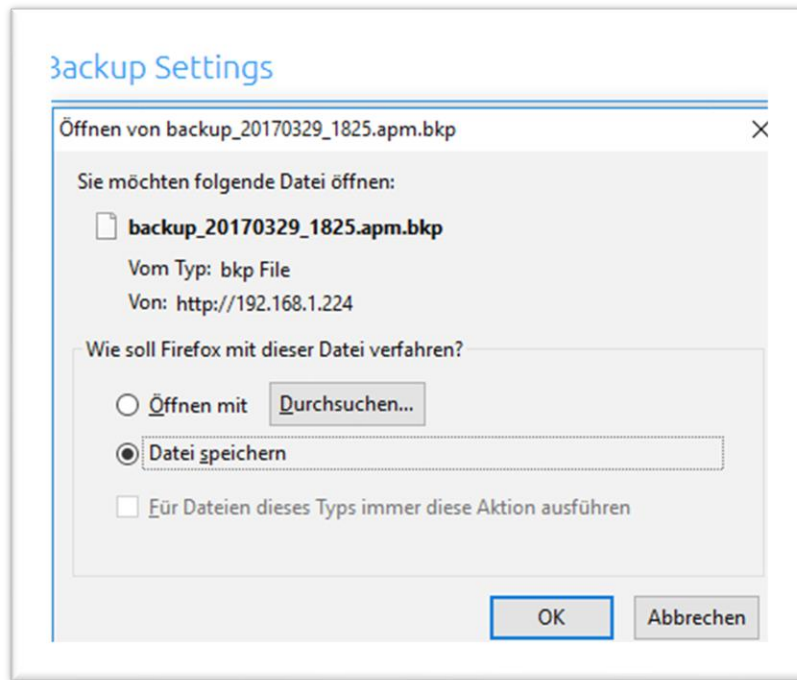 Backup Settings
Öffnen von backup_20170329_1825.apm.bkp
Sie möchten folgende Datei öffnen:
backup_20170329_1825.apm.bkp
Vom Typ: bkp File
Von: http://192.168.1.224
Wie soll Firefox mit dieser Datei verfahren?
Öffnen mit Durchsuchen...
Datei speichern
Für Dateien dieses Typs immer diese Aktion ausführen
OK Abbrechen